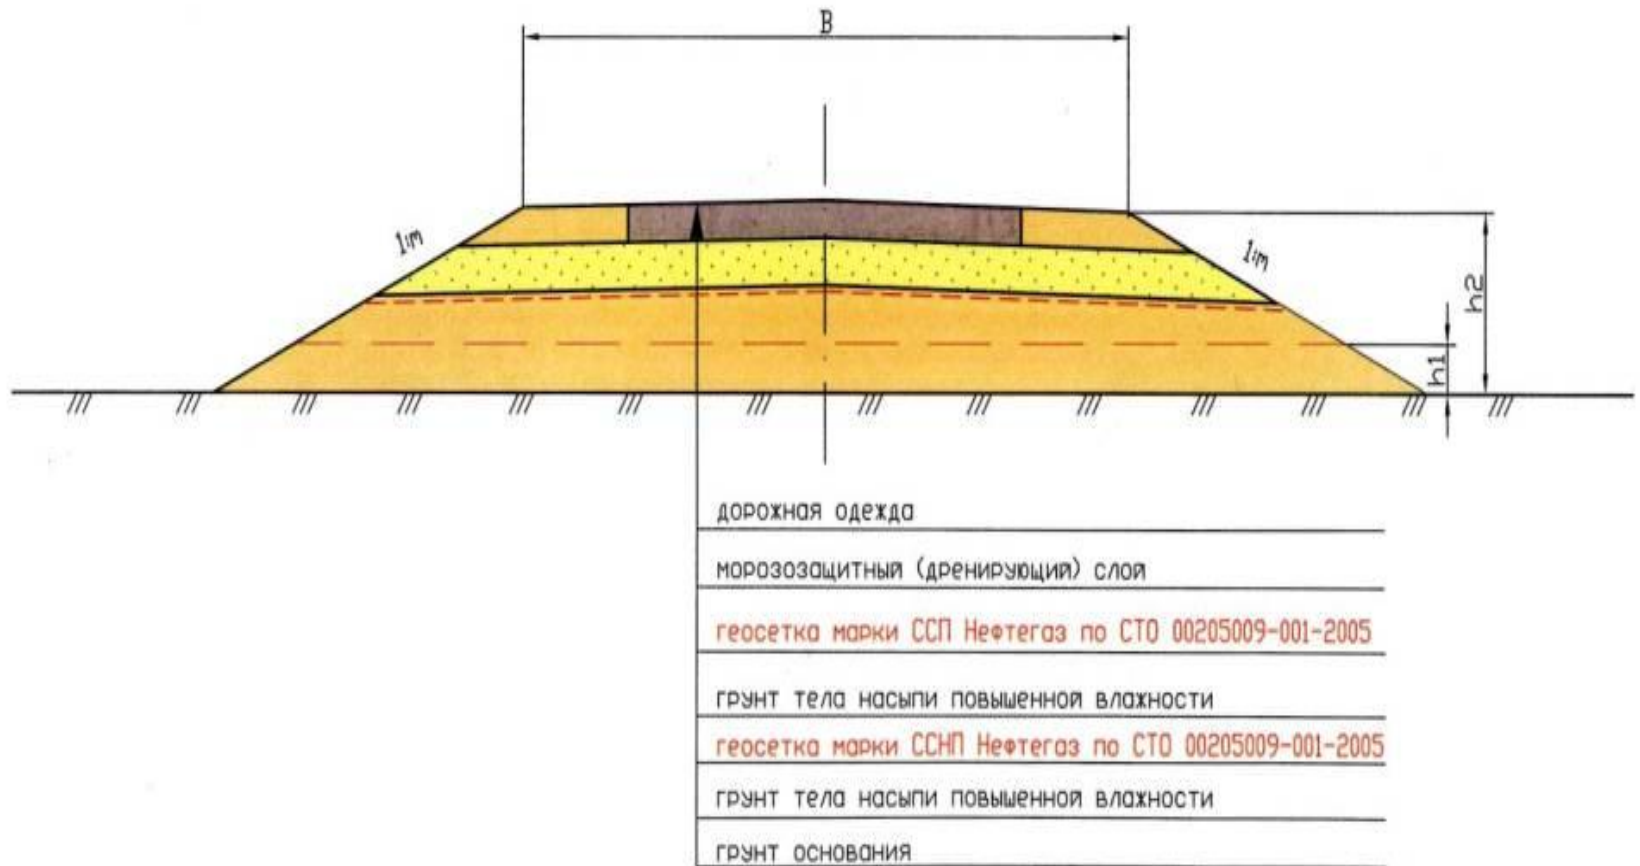 B
1:m
1:m
h2
h1
дорожная одежда
морозозащитный (дренирующий) слой
геосетка марки ССП Нефтегаз по СТО 00205009-001-2005
грунт тела насыпи повышенной влажности
геосетка марки ССНП Нефтегаз по СТО 00205009-001-2005
грунт тела насыпи повышенной влажности
грунт основания